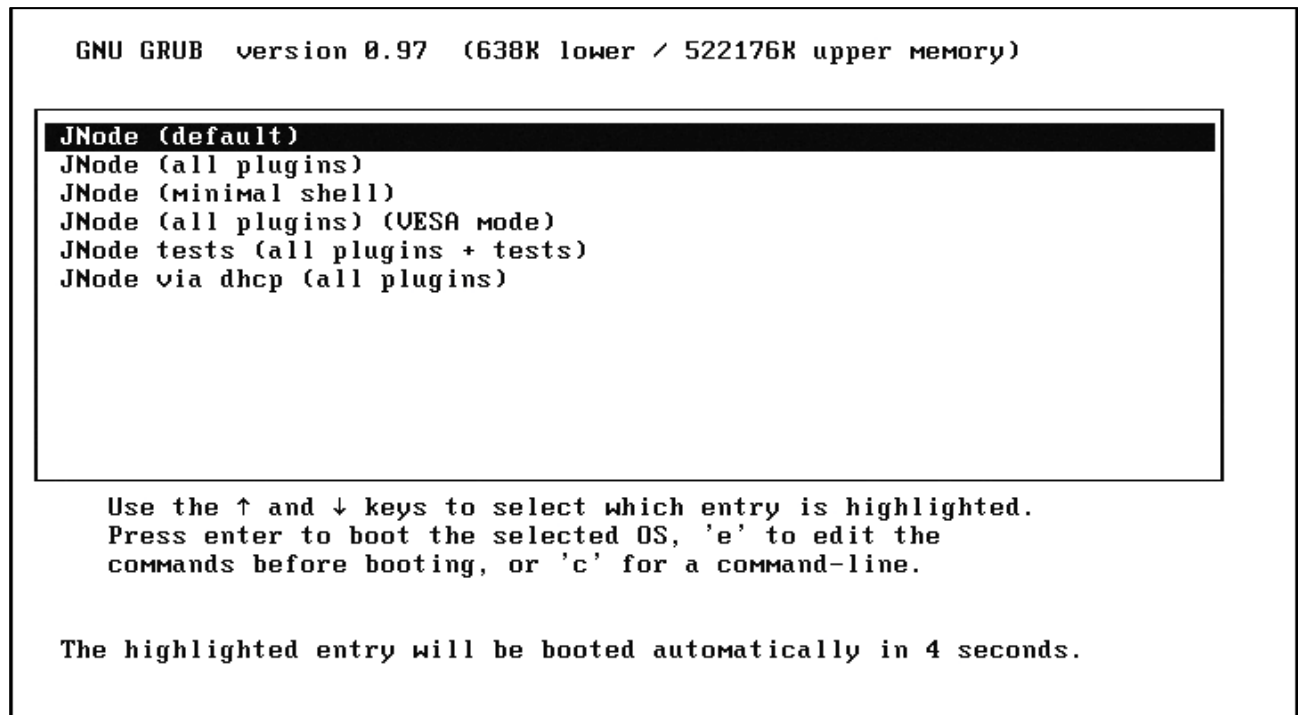 GNU GRUB version 0.97 (638K lower / 522176K upper memory)
JNode (default)
JNode (all plugins)
JNode (minimal shell)
JNode (all plugins) (VESA mode)
JNode tests (all plugins + tests)
JNode via dhcp (all plugins)
Use the ↑ and ↓ keys to select which entry is highlighted.
Press enter to boot the selected OS, 'e' to edit the
commands before booting, or 'c' for a command-line.
The highlighted entry will be booted automatically in 4 seconds.